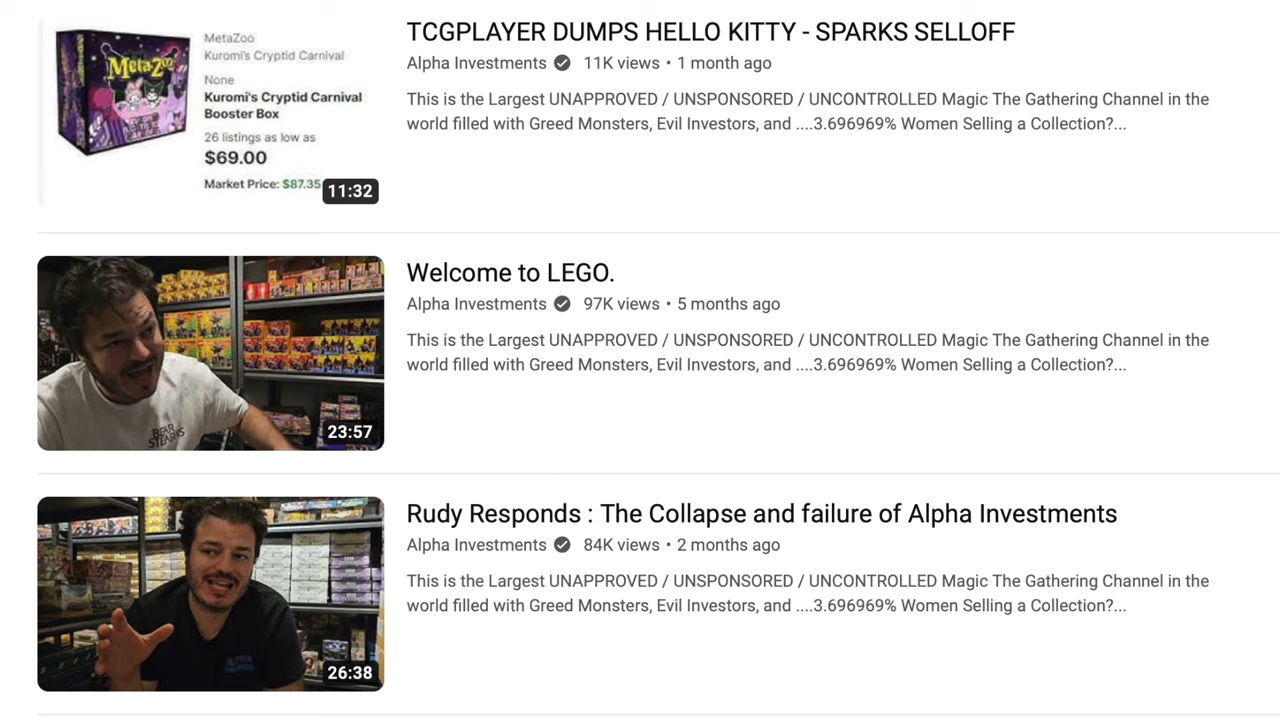 MetaZoo
Kuromi's Cryptid Carnival
None
Kuromi's Cryptid Carnival
Booster Box
26 listings as low as
$69.00
Market Price: $87.35
MetaZoo
11:32
TCGPLAYER DUMPS HELLO KITTY - SPARKS SELLOFF
Alpha Investments 11K views • 1 month ago
This is the Largest UNAPPROVED / UNSPONSORED / UNCONTROLLED Magic The Gathering Channel in the
world filled with Greed Monsters, Evil Investors, and ....3.696969% Women Selling a Collection?...
BEAR
STEARNS
23:57
Welcome to LEGO.
Alpha Investments 97K views • 5 months ago
This is the Largest UNAPPROVED / UNSPONSORED / UNCONTROLLED Magic The Gathering Channel in the
world filled with Greed Monsters, Evil Investors, and ....3.696969% Women Selling a Collection?...
26:38
Rudy Responds : The Collapse and failure of Alpha Investments
Alpha Investments 84K views • 2 months ago
This is the Largest UNAPPROVED / UNSPONSORED / UNCONTROLLED Magic The Gathering Channel in the
world filled with Greed Monsters, Evil Investors, and ....3.696969% Women Selling a Collection?...